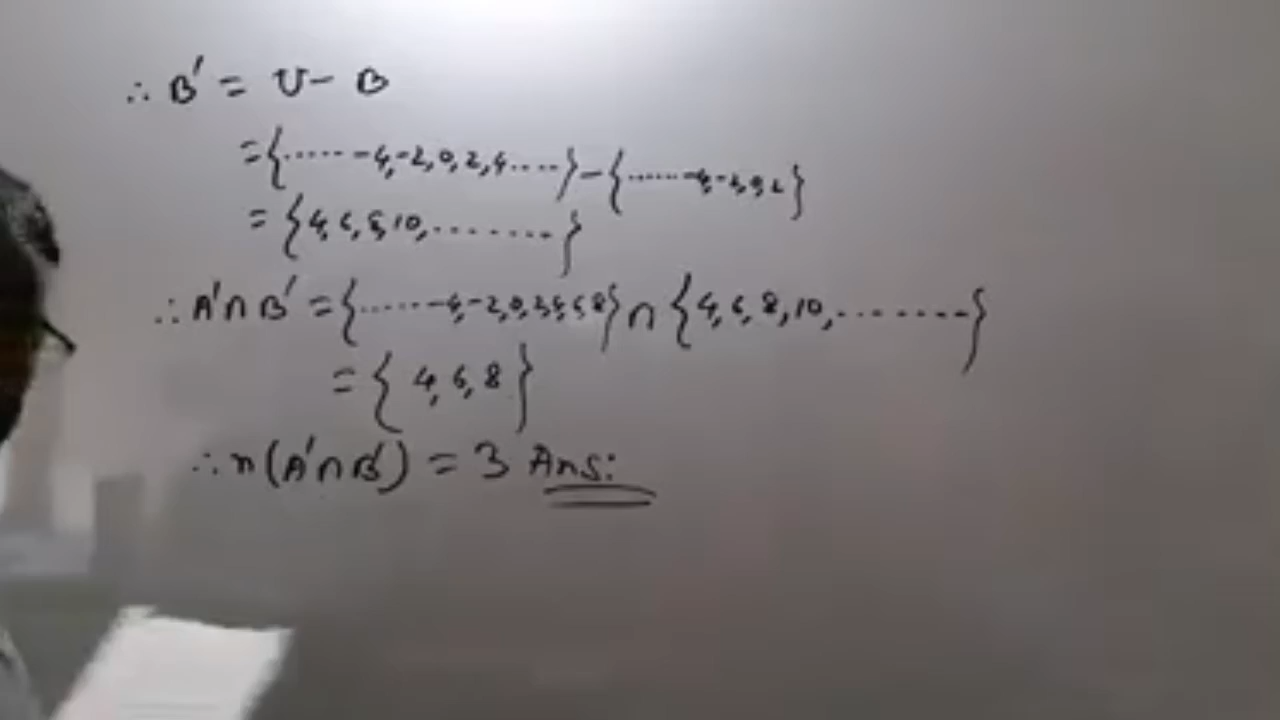 ∴ B' = U - B
= {......-4,-2,0,2,4....} - {......-4,-2,0,2}
= {4,6,8,10,........}
∴ A'∩B' = {......-4,-2,0,2,4,6,8} ∩ {4,6,8,10,........}
= {4,6,8}
∴ n(A'∩B') = 3 Ans: